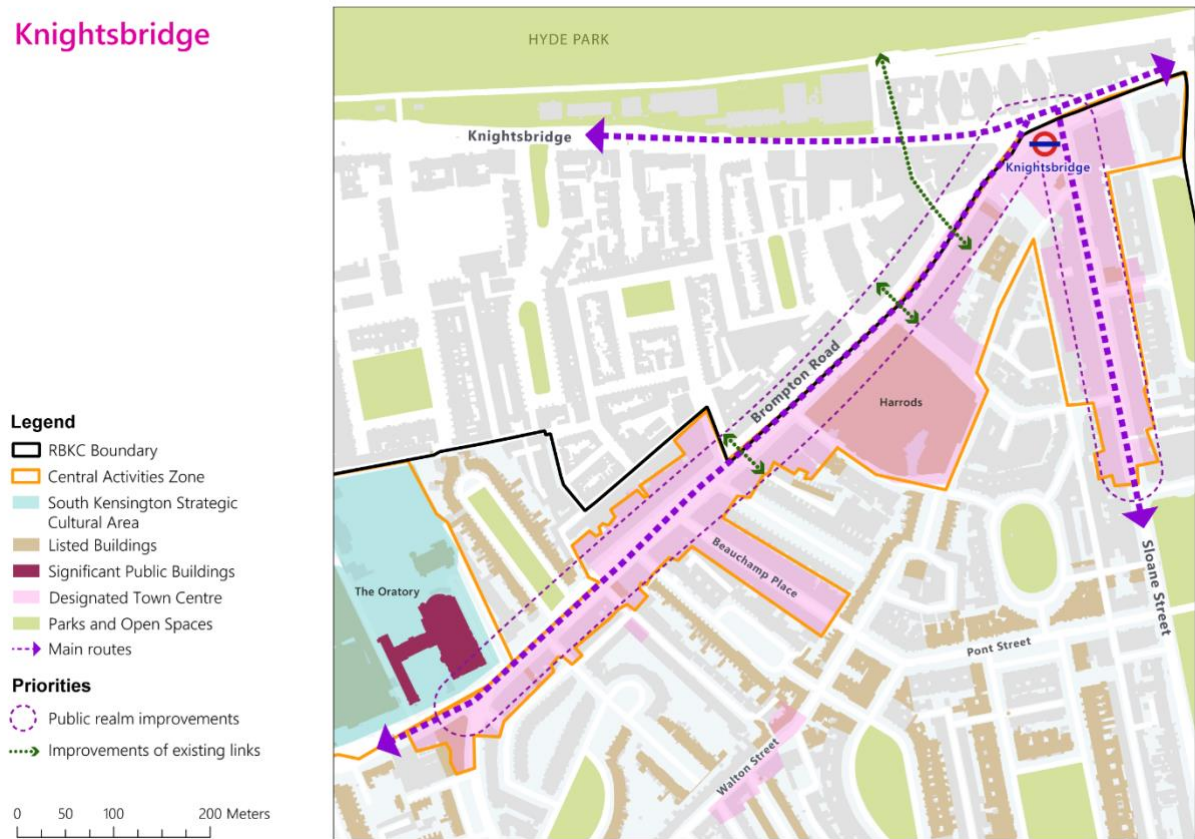 Knightsbridge
HYDE PARK
Knightsbridge
Knightsbridge
Brompton Road
Harrods
Beauchamp Place
The Oratory
Sloane Street
Pont Street
Walton Street
Legend
RBKC Boundary
Central Activities Zone
South Kensington Strategic
Cultural Area
Listed Buildings
Significant Public Buildings
Designated Town Centre
Parks and Open Spaces
Main routes
Priorities
Public realm improvements
Improvements of existing links
0 50 100 200 Meters